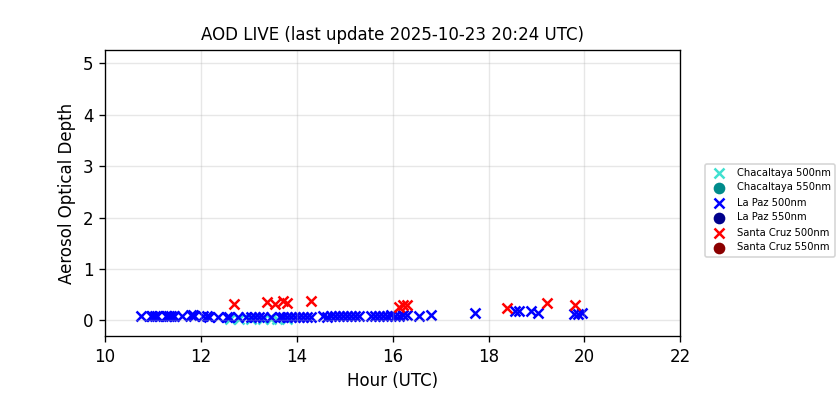 AOD LIVE (last update 2025-10-23 20:24 UTC)
Aerosol Optical Depth
5
4
3
2
1
0
10 12 14 16 18 20 22
Hour (UTC)
Chacaltaya 500nm
Chacaltaya 550nm
La Paz 500nm
La Paz 550nm
Santa Cruz 500nm
Santa Cruz 550nm